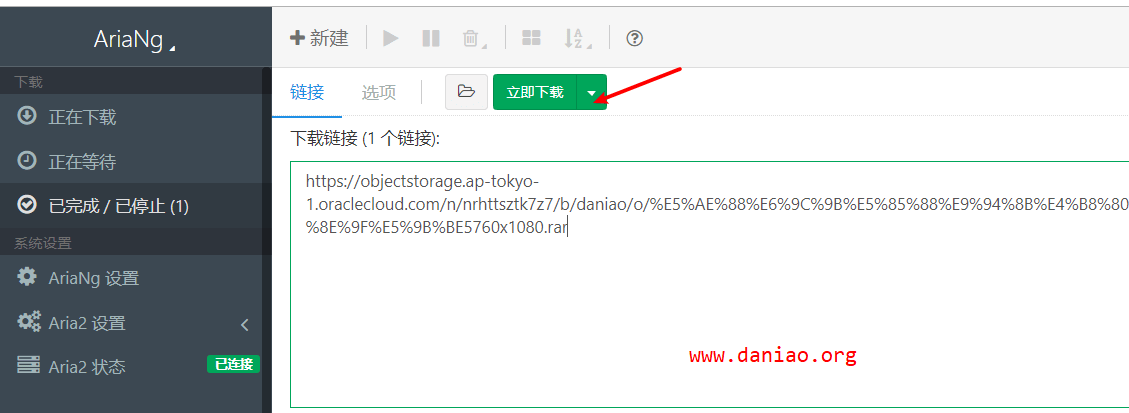 AriaNg
新建
下载
正在下载
正在等待
已完成 / 已停止 (1)
系统设置
AriaNg 设置
Aria2 设置
Aria2 状态
已连接
链接
选项
立即下载
下载链接 (1 个链接):
https://objectstorage.ap-tokyo-
1.oraclecloud.com/n/nrhttsztk7z7/b/daniao/o/%E5%AE%88%E6%9C%9B%E5%85%88%E9%94%8B%E4%B8%80
%8E%9F%E5%9B%BE5760x1080.rar
www.daniao.org